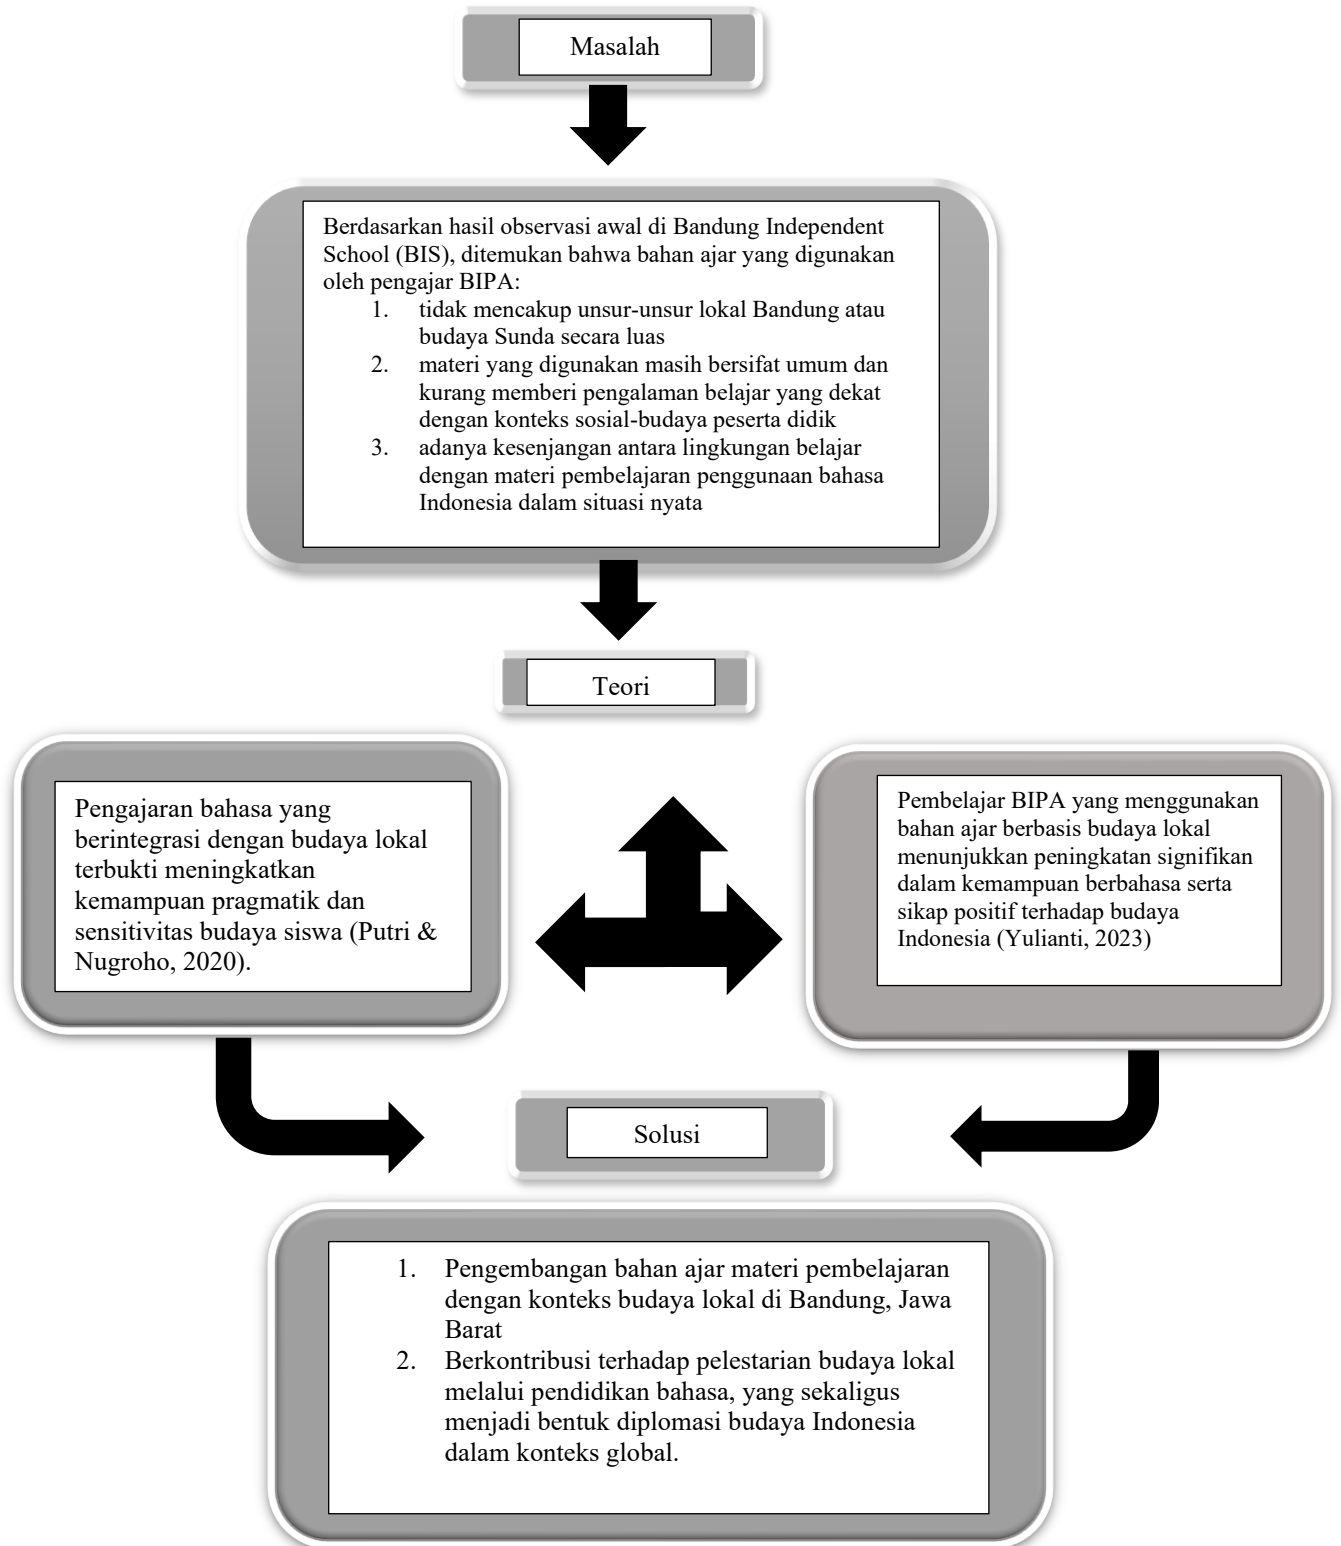 Masalah
Berdasarkan hasil observasi awal di Bandung Independent
School (BIS), ditemukan bahwa bahan ajar yang digunakan
oleh pengajar BIPA:
1. tidak mencakup unsur-unsur lokal Bandung atau
budaya Sunda secara luas
2. materi yang digunakan masih bersifat umum dan
kurang memberi pengalaman belajar yang dekat
dengan konteks sosial-budaya peserta didik
3. adanya kesenjangan antara lingkungan belajar
dengan materi pembelajaran penggunaan bahasa
Indonesia dalam situasi nyata
Teori
Pengajaran bahasa yang
berintegrasi dengan budaya lokal
terbukti meningkatkan
kemampuan pragmatik dan
sensitivitas budaya siswa (Putri &
Nugroho, 2020).
Pembelajar BIPA yang menggunakan
bahan ajar berbasis budaya lokal
menunjukkan peningkatan signifikan
dalam kemampuan berbahasa serta
sikap positif terhadap budaya
Indonesia (Yulianti, 2023)
Solusi
1. Pengembangan bahan ajar materi pembelajaran
dengan konteks budaya lokal di Bandung, Jawa
Barat
2. Berkontribusi terhadap pelestarian budaya lokal
melalui pendidikan bahasa, yang sekaligus
menjadi bentuk diplomasi budaya Indonesia
dalam konteks global.